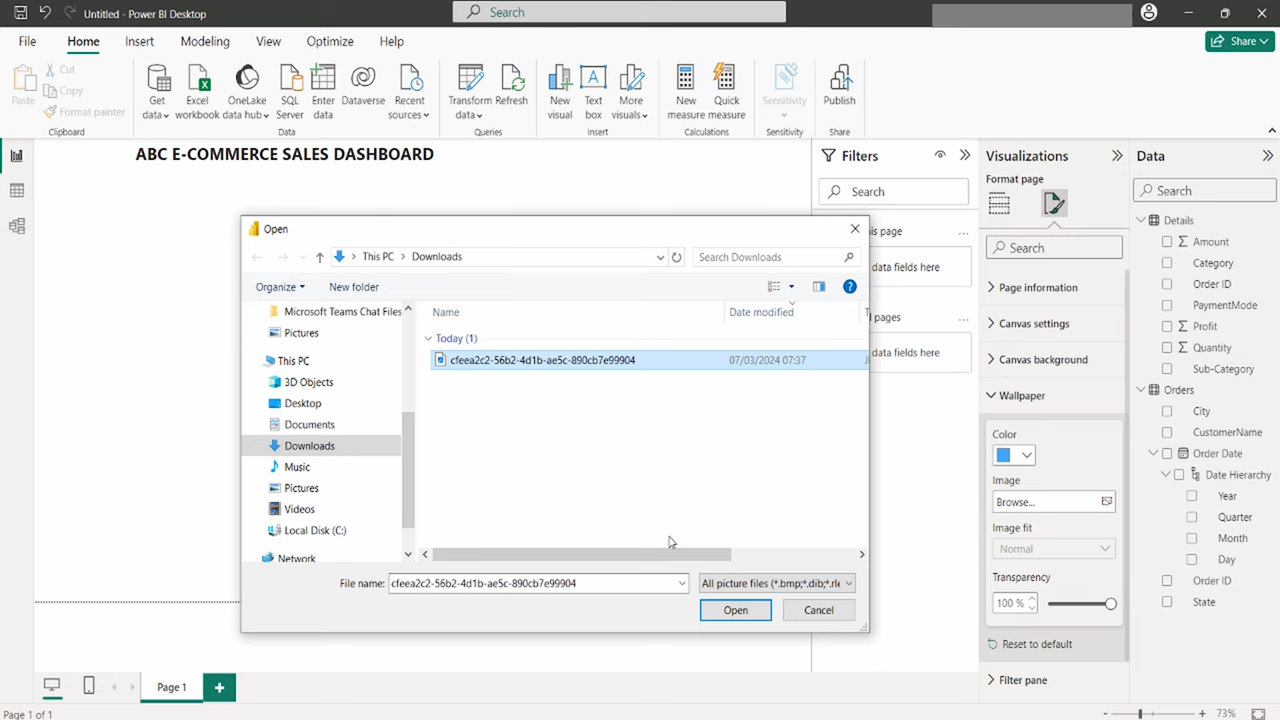 Untitled - Power BI Desktop
Search
File Home Insert Modeling View Optimize Help
Share
Paste
Cut
Copy
Format painter
Clipboard
Get data
Excel workbook
OneLake data hub
SQL Server
Enter data
Dataverse
Recent sources
Data
Transform data
Refresh
Queries
New visual
Text box
More visuals
Insert
New measure
Quick measure
Calculations
Sensitivity
Sensitivity
Publish
Share
ABC E-COMMERCE SALES DASHBOARD
Open
This PC > Downloads
Search Downloads
Organize
New folder
Microsoft Teams Chat Files
Pictures
This PC
3D Objects
Desktop
Documents
Downloads
Music
Pictures
Videos
Local Disk (C:)
Network
Name
Date modified
Today (1)
cfeea2c2-56b2-4d1b-ae5c-890cb7e99904 07/03/2024 07:37
File name: cfeea2c2-56b2-4d1b-ae5c-890cb7e99904
All picture files (*.bmp;*.dib;*.rle
Open
Cancel
Filters
Search
his page
...
data fields here
l pages
...
data fields here
Visualizations
Format page
Search
Page information
Canvas settings
Canvas background
Wallpaper
Color
Image
Browse...
Image fit
Normal
Transparency
100 %
Reset to default
Filter pane
Data
Search
Details
Amount
Category
Order ID
PaymentMode
Profit
Quantity
Sub-Category
Orders
City
CustomerName
Order Date
Date Hierarchy
Year
Quarter
Month
Day
Order ID
State
Page 1
Page 1 of 1
- + 73%